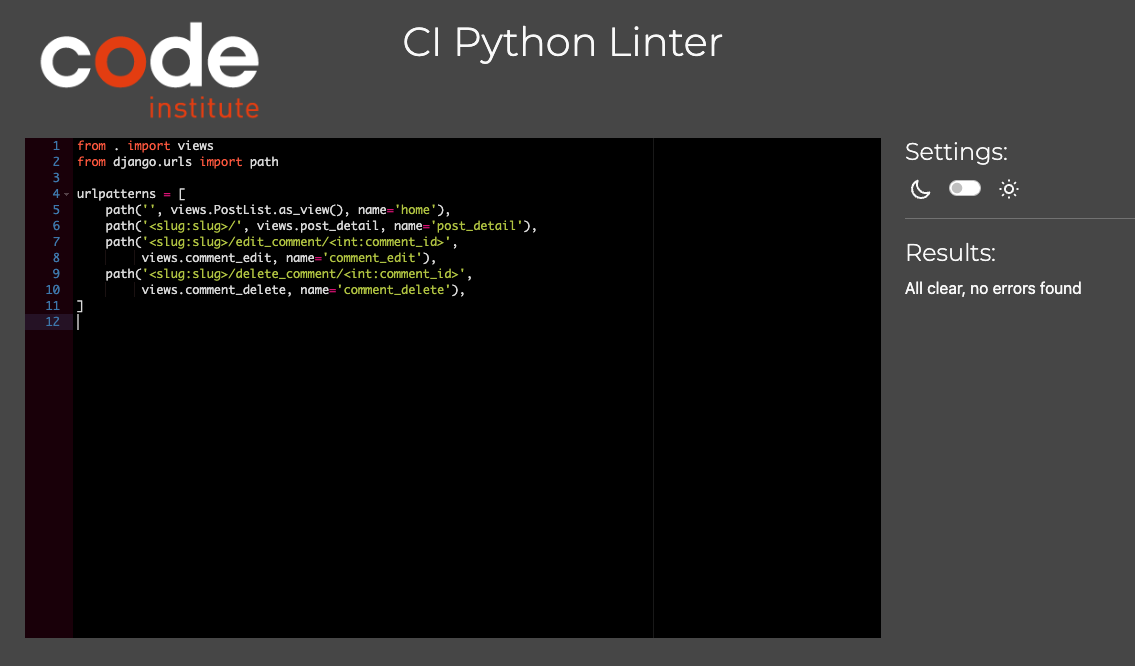 code
institute
CI Python Linter
1 from . import views
2 from django.urls import path
3
4 urlpatterns = [
5     path('', views.PostList.as_view(), name='home'),
6     path('<slug:slug>/', views.post_detail, name='post_detail'),
7     path('<slug:slug>/edit_comment/<int:comment_id>',
8          views.comment_edit, name='comment_edit'),
9     path('<slug:slug>/delete_comment/<int:comment_id>',
10          views.comment_delete, name='comment_delete'),
11 ]
12
Settings:
Results:
All clear, no errors found